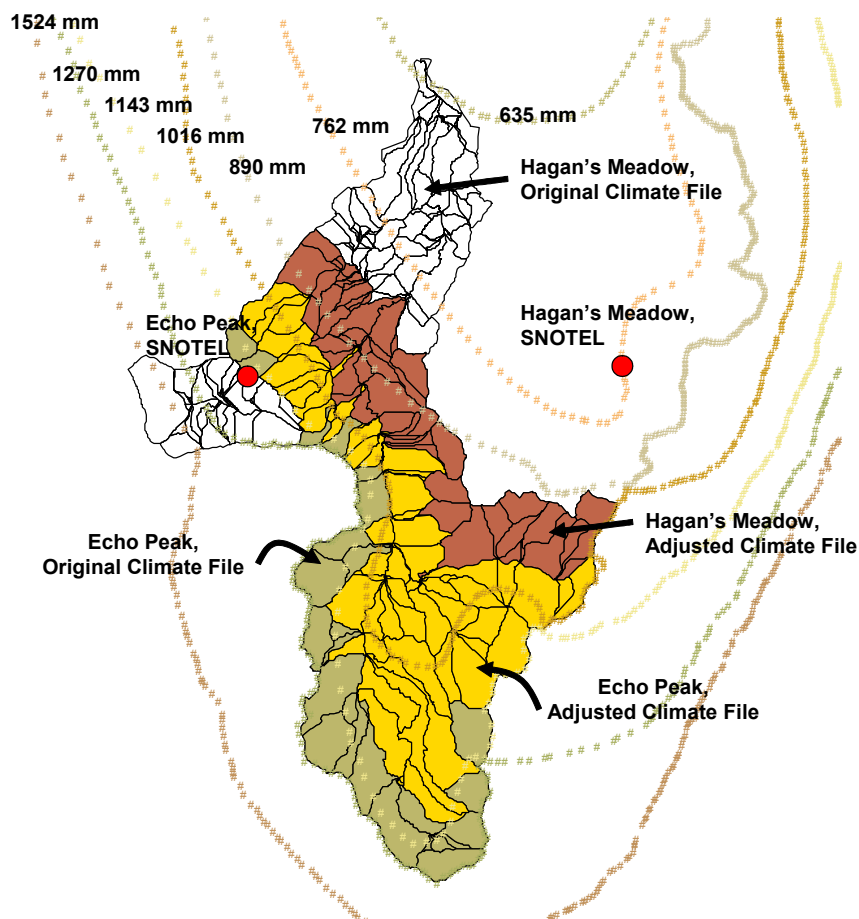 1524 mm
1270 mm
1143 mm
1016 mm
890 mm
762 mm
635 mm
Hagan's Meadow,
Original Climate File
Echo Peak,
SNOTEL
Hagan's Meadow,
SNOTEL
Hagan's Meadow,
Adjusted Climate File
Echo Peak,
Original Climate File
Echo Peak,
Adjusted Climate File